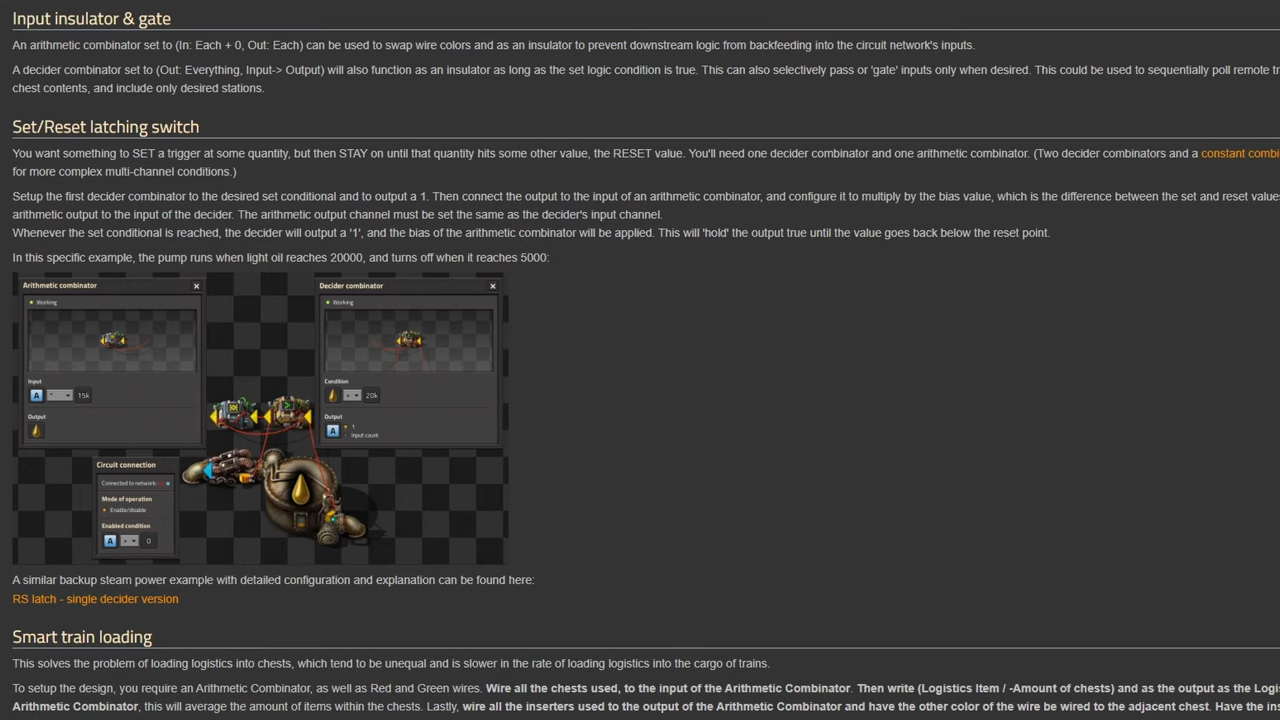 Input insulator & gate
An arithmetic combinator set to (In: Each + 0, Out: Each) can be used to swap wire colors and as an insulator to prevent downstream logic from backfeeding into the circuit network's inputs.
A decider combinator set to (Out: Everything, Input-> Output) will also function as an insulator as long as the set logic condition is true. This can also selectively pass or 'gate' inputs only when desired. This could be used to sequentially poll remote
chest contents, and include only desired stations.
Set/Reset latching switch
You want something to SET a trigger at some quantity, but then STAY on until that quantity hits some other value, the RESET value. You'll need one decider combinator and one arithmetic combinator. (Two decider combinators and a constant
for more complex multi-channel conditions.)
Setup the first decider combinator to the desired set conditional and to output a 1. Then connect the output to the input of an arithmetic combinator, and configure it to multiply by the bias value, which is the difference between the set and reset
arithmetic output to the input of the decider. The arithmetic output channel must be set the same as the decider's input channel.
Whenever the set conditional is reached, the decider will output a '1', and the bias of the arithmetic combinator will be applied. This will 'hold' the output true until the value goes back below the reset point.
In this specific example, the pump runs when light oil reaches 20000, and turns off when it reaches 5000:
Arithmetic combinator
Working
Input
A * 15k
Output
Decider combinator
Working
Condition
> 20k
Output
A 1
Input count
Circuit connection
Connected to network:
Mode of operation
Enable/disable
Enabled condition
A > 0
A similar backup steam power example with detailed configuration and explanation can be found here:
RS latch - single decider version
Smart train loading
This solves the problem of loading logistics into chests, which tend to be unequal and is slower in the rate of loading logistics into the cargo of trains.
To setup the design, you require an Arithmetic Combinator, as well as Red and Green wires. Wire all the chests used, to the input of the Arithmetic Combinator. Then write (Logistics Item / -Amount of chests) and as the output as the
Arithmetic Combinator, this will average the amount of items within the chests. Lastly, wire all the inserters used to the output of the Arithmetic Combinator and have the other color of the wire be wired to the adjacent chest. Have the